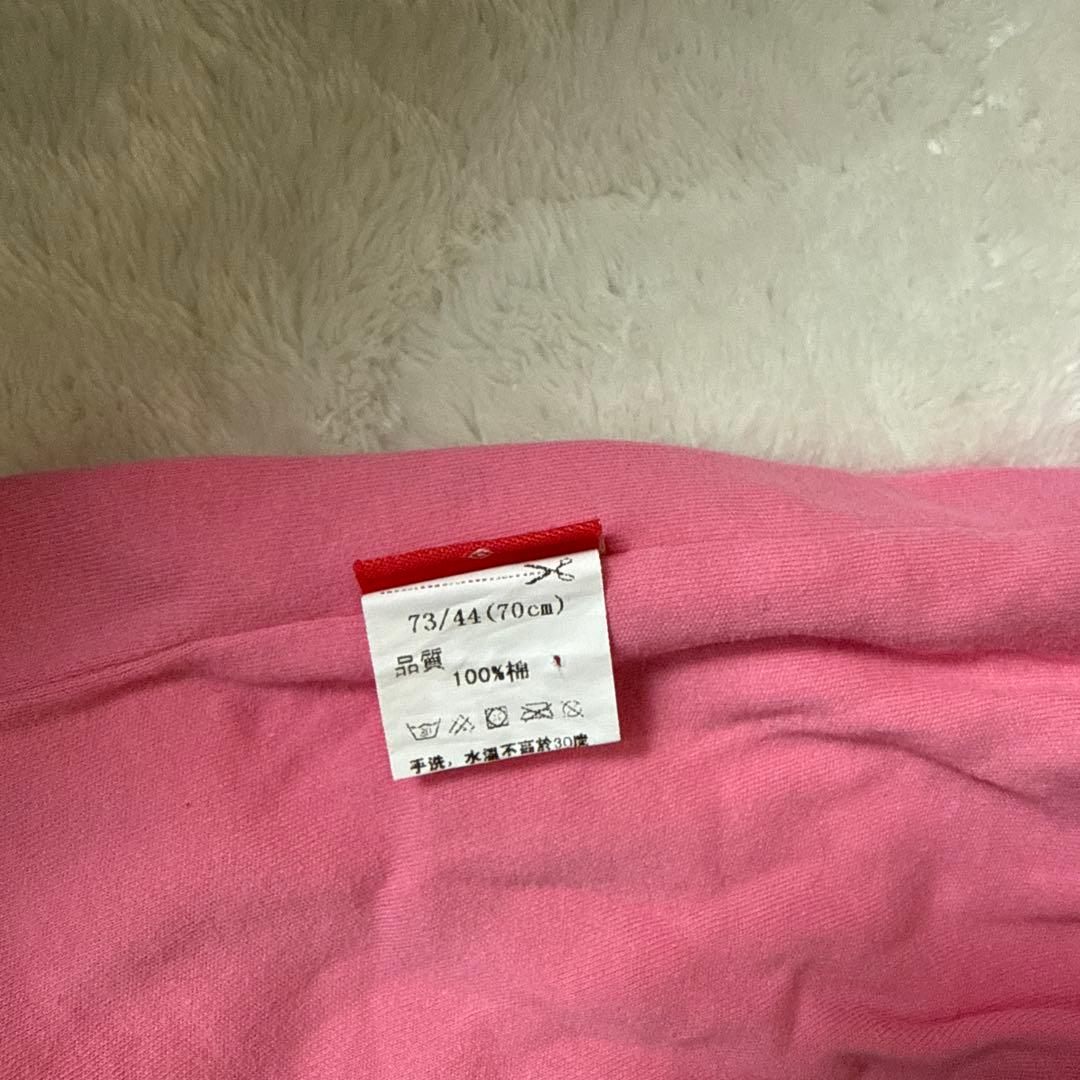 73/44(70cm)
品質
100%棉
手洗，水溫不高於30度